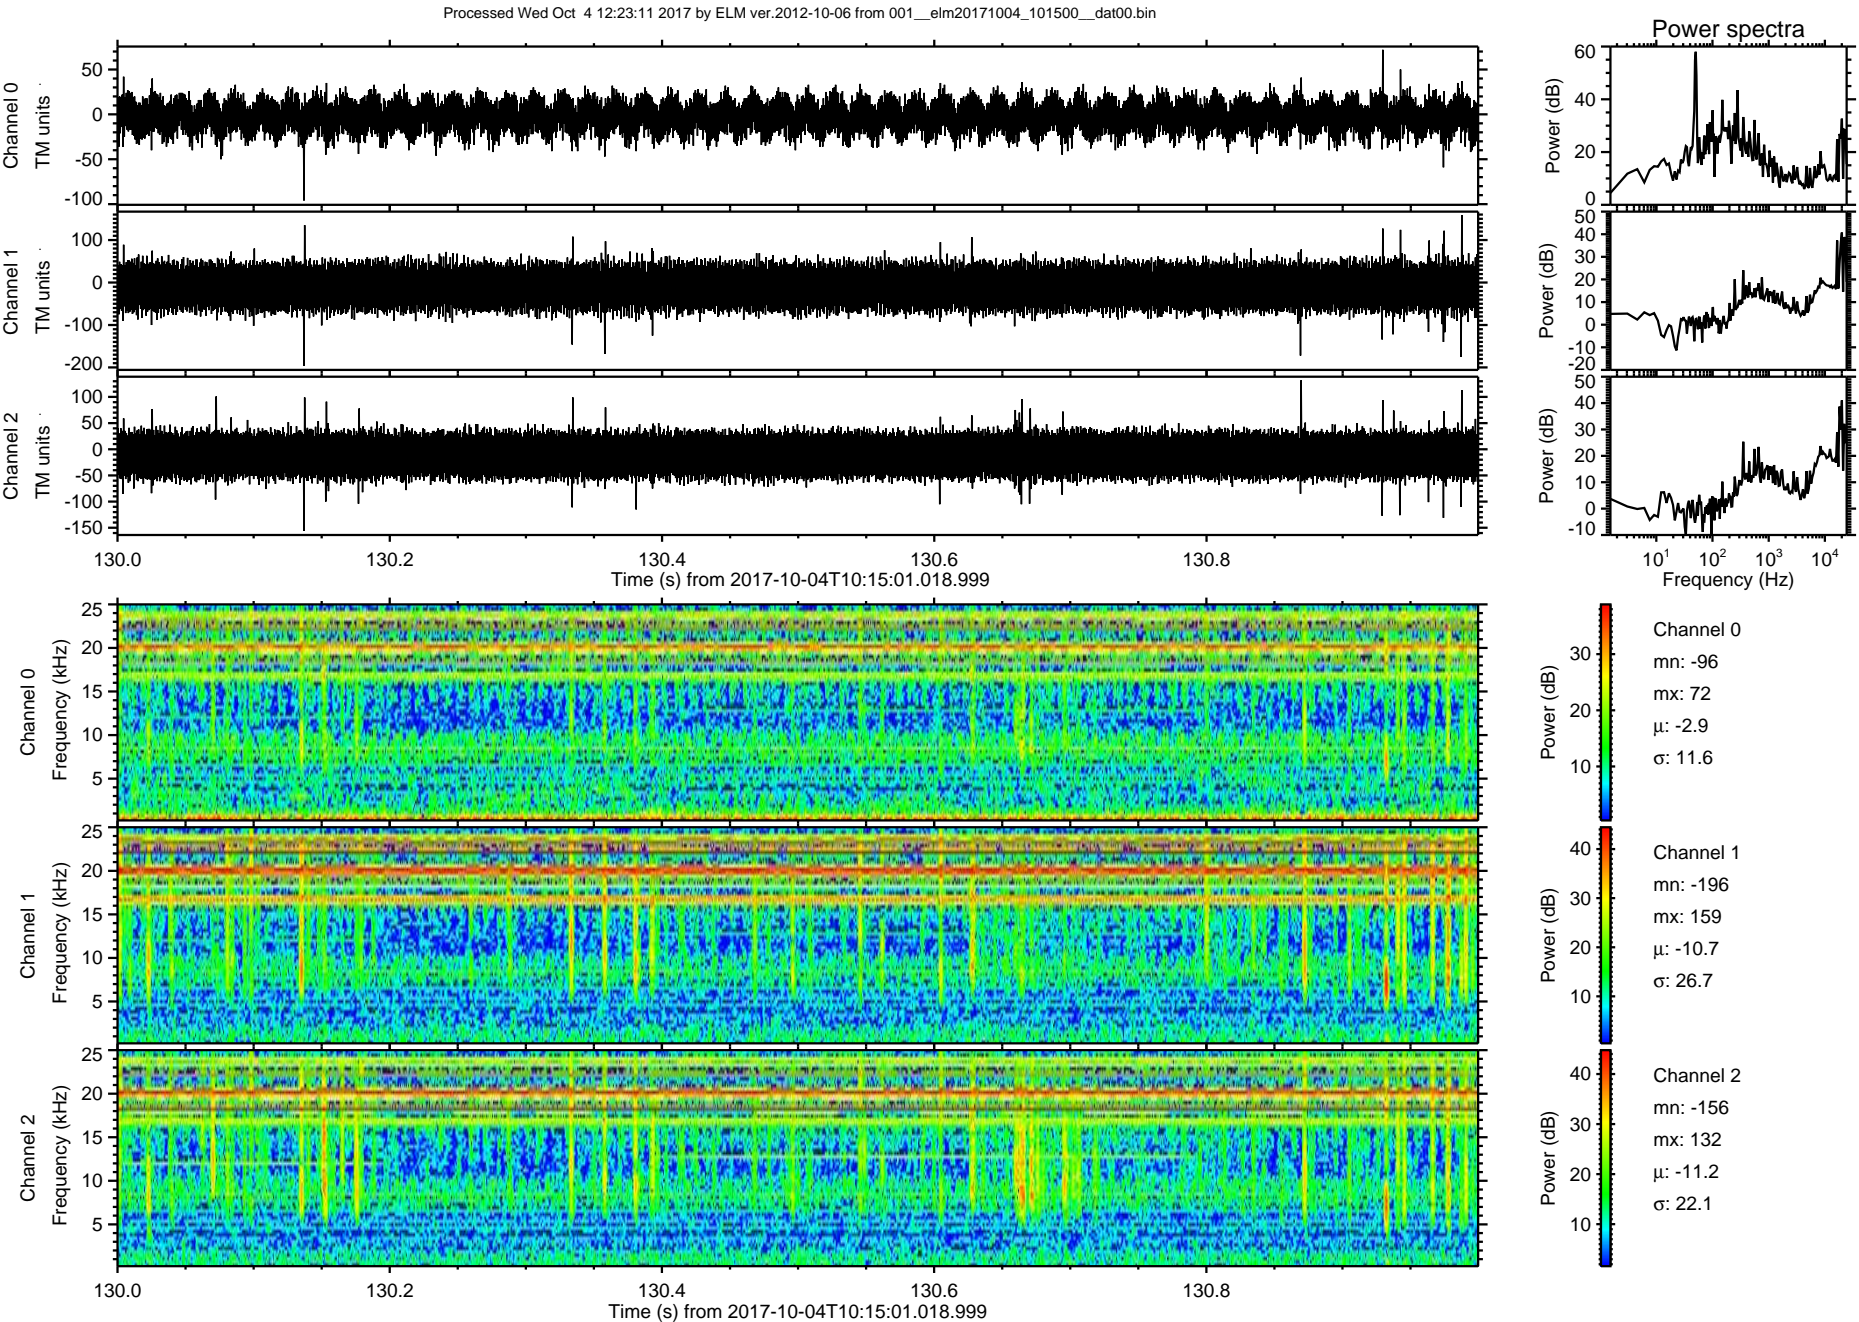 Processed Wed Oct  4 12:23:11 2017 by ELM ver.2012-10-06 from 001__elm20171004_101500__dat00.bin
Power spectra
Channel 0
TM units
50
0
-50
-100
Power (dB)
60
40
20
0
Channel 1
TM units
100
0
-100
-200
Power (dB)
50
40
30
20
10
0
-10
-20
Channel 2
TM units
100
50
0
-50
-100
-150
Power (dB)
50
40
30
20
10
0
-10
130.0 130.2 130.4 130.6 130.8
Time (s) from 2017-10-04T10:15:01.018.999
10¹ 10² 10³ 10⁴
Frequency (Hz)
Channel 0
Frequency (kHz)
25
20
15
10
5
Power (dB)
30
20
10
Channel 0
mn: -96
mx: 72
μ: -2.9
σ: 11.6
Channel 1
Frequency (kHz)
25
20
15
10
5
Power (dB)
40
30
20
10
Channel 1
mn: -196
mx: 159
μ: -10.7
σ: 26.7
Channel 2
Frequency (kHz)
25
20
15
10
5
Power (dB)
40
30
20
10
Channel 2
mn: -156
mx: 132
μ: -11.2
σ: 22.1
130.0 130.2 130.4 130.6 130.8
Time (s) from 2017-10-04T10:15:01.018.999